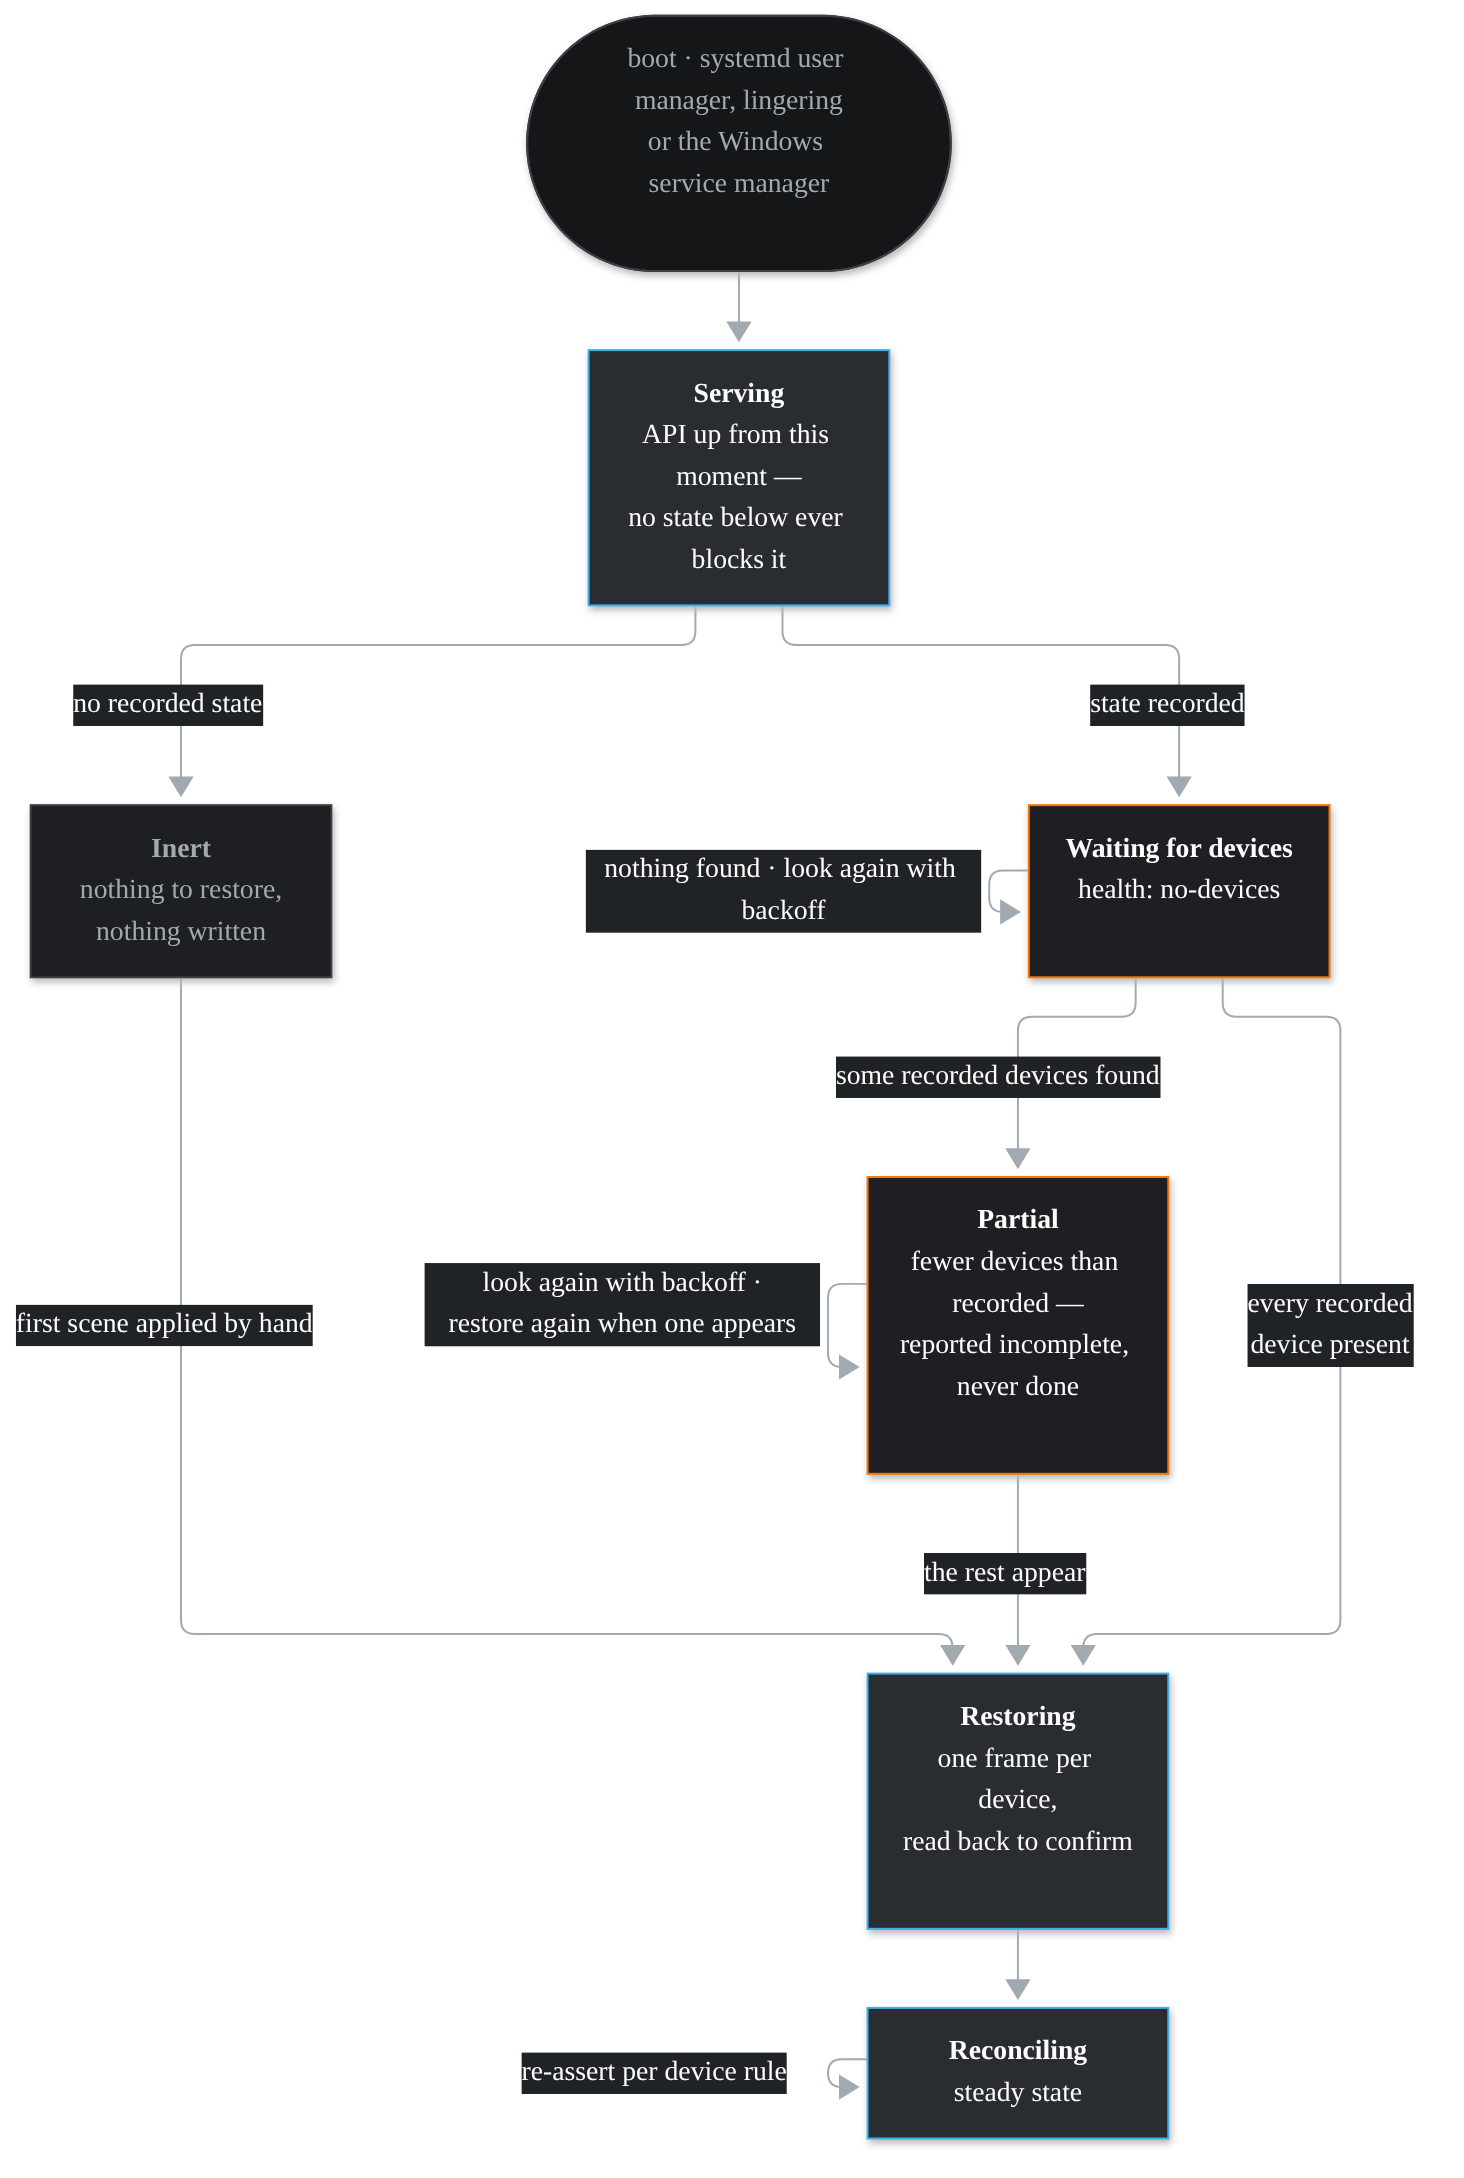 boot · systemd user
manager, lingering
or the Windows
service manager
Serving
API up from this
moment —
no state below ever
blocks it
no recorded state
state recorded
Inert
nothing to restore,
nothing written
nothing found · look again with
backoff
Waiting for devices
health: no-devices
some recorded devices found
Partial
fewer devices than
recorded —
reported incomplete,
never done
look again with backoff ·
restore again when one appears
first scene applied by hand
every recorded
device present
the rest appear
Restoring
one frame per
device,
read back to confirm
re-assert per device rule
Reconciling
steady state